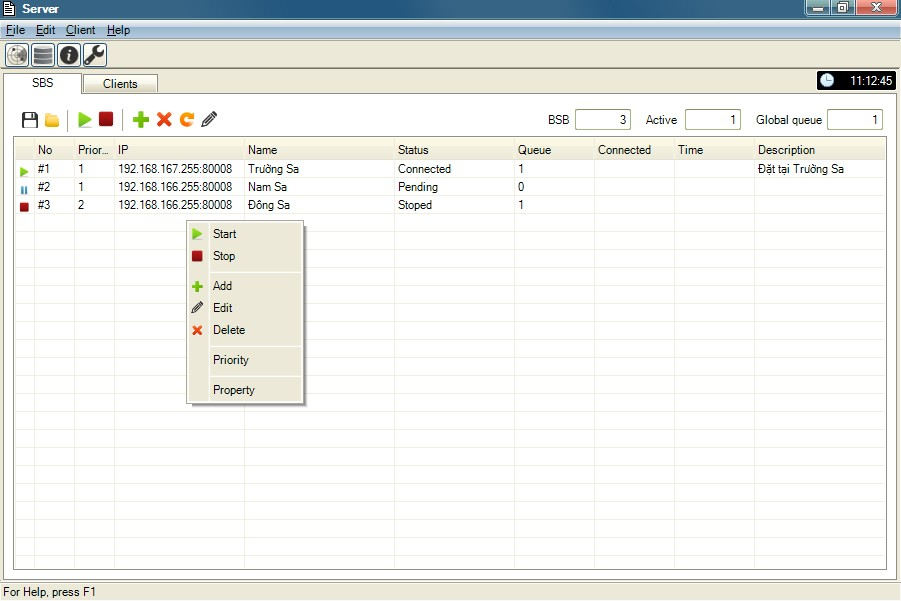 Server
File Edit Client Help
SBS Clients 11:12:45
BSB 3 Active 1 Global queue 1
No Prior... IP Name Status Queue Connected Time Description
#1 1 192.168.167.255:80008 Trường Sa Connected 1 Đặt tại Trường Sa
#2 1 192.168.166.255:80008 Nam Sa Pending 0
#3 2 192.168.166.255:80008 Đông Sa Stoped 1
Start
Stop
Add
Edit
Delete
Priority
Property
For Help, press F1